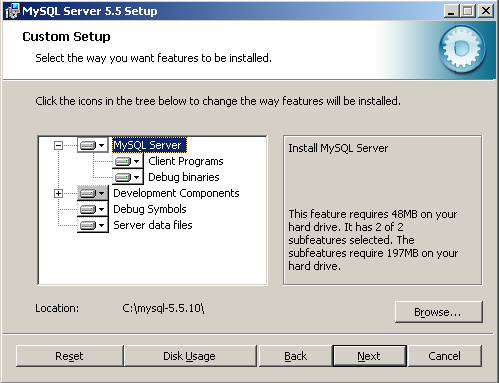 MySQL Server 5.5 Setup
Custom Setup
Select the way you want features to be installed.
Click the icons in the tree below to change the way features will be installed.
MySQL Server
Client Programs
Debug binaries
Development Components
Debug Symbols
Server data files
Install MySQL Server
This feature requires 48MB on your
hard drive. It has 2 of 2
subfeatures selected. The
subfeatures require 197MB on your
hard drive.
Location:
C:\mysql-5.5.10\
Browse...
Reset
Disk Usage
Back
Next
Cancel